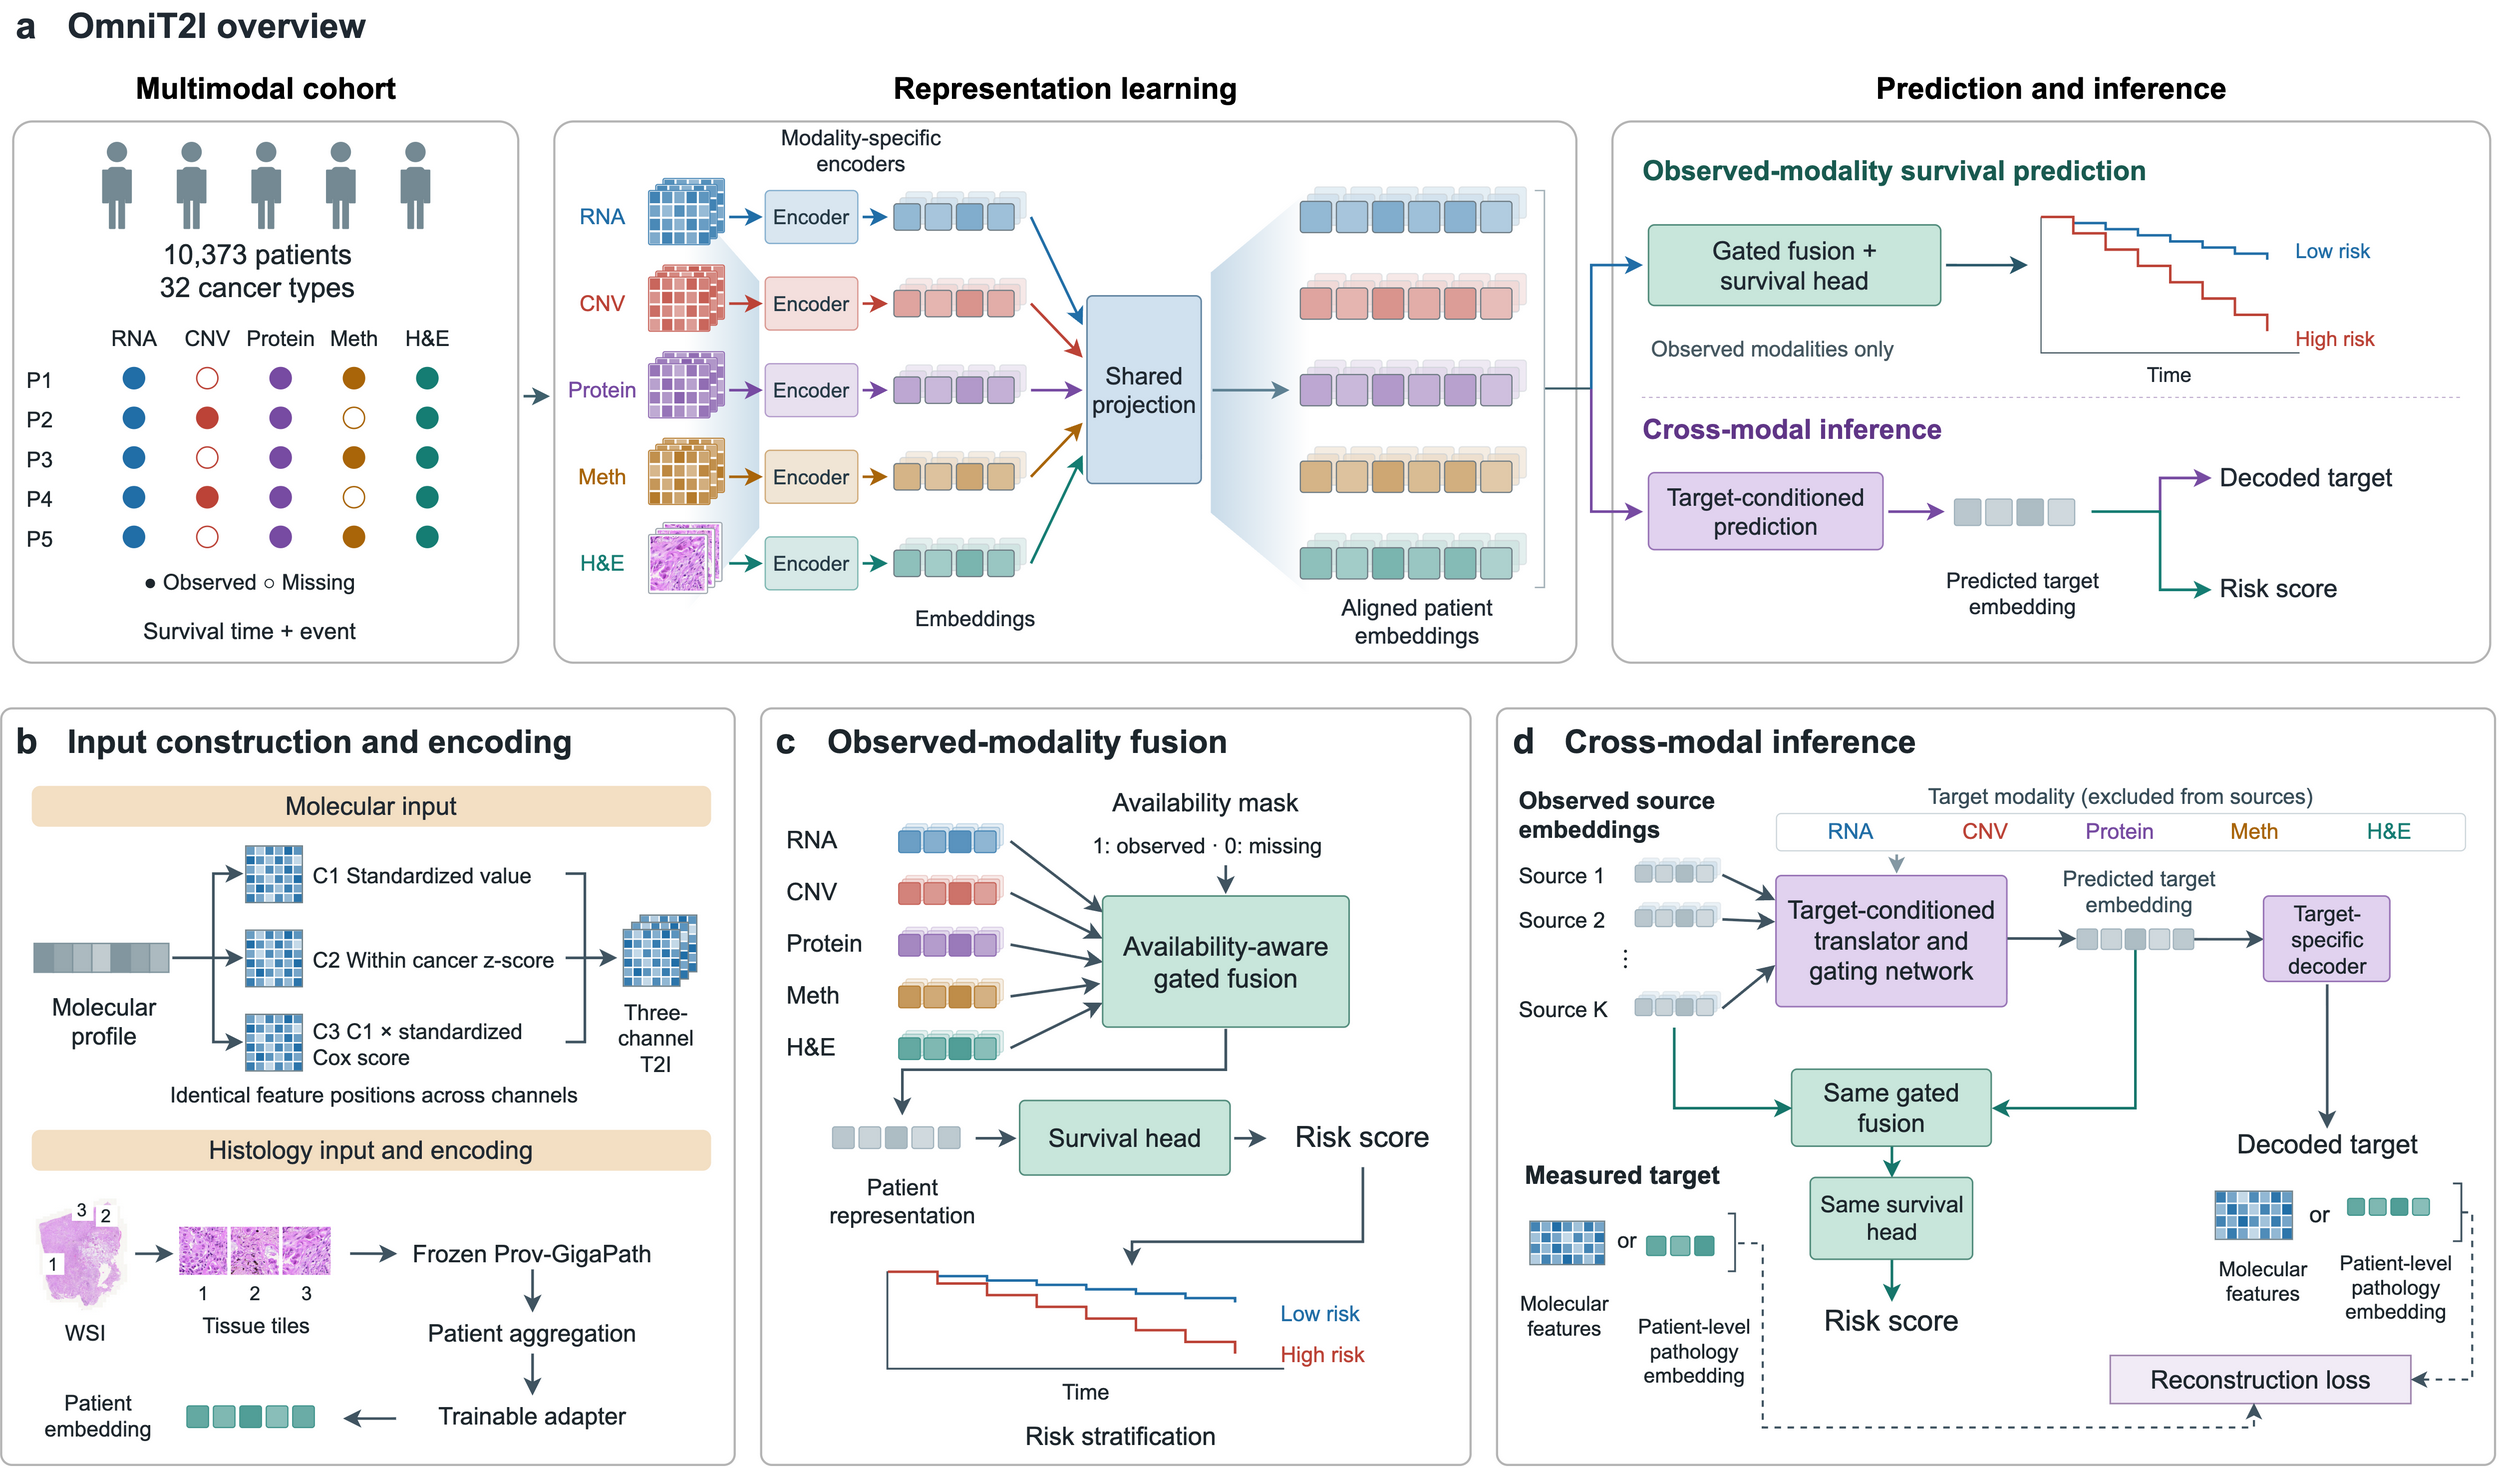 a OmniT2I overview
Multimodal cohort
Representation learning
Prediction and inference
10,373 patients
32 cancer types
RNA CNV Protein Meth H&E
P1
P2
P3
P4
P5
● Observed ○ Missing
Survival time + event
Modality-specific
encoders
RNA
Encoder
CNV
Encoder
Protein
Encoder
Meth
Encoder
H&E
Encoder
Embeddings
Shared
projection
Aligned patient
embeddings
Observed-modality survival prediction
Gated fusion +
survival head
Observed modalities only
Low risk
High risk
Time
Cross-modal inference
Target-conditioned
prediction
Predicted target
embedding
Decoded target
Risk score
b Input construction and encoding
Molecular input
Molecular
profile
C1 Standardized value
C2 Within cancer z-score
C3 C1 × standardized
Cox score
Three-
channel
T2I
Identical feature positions across channels
Histology input and encoding
3
2
1
WSI
1 2 3
Tissue tiles
Frozen Prov-GigaPath
Patient aggregation
Trainable adapter
Patient
embedding
c Observed-modality fusion
Availability mask
1: observed · 0: missing
RNA
CNV
Protein
Meth
H&E
Availability-aware
gated fusion
Patient
representation
Survival head
Risk score
Low risk
High risk
Time
Risk stratification
d Cross-modal inference
Observed source
embeddings
Target modality (excluded from sources)
RNA CNV Protein Meth H&E
Source 1
Source 2
⋮
Source K
Target-conditioned
translator and
gating network
Predicted target
embedding
Target-
specific
decoder
Same gated
fusion
Same survival
head
Risk score
Decoded target
Measured target
or
Molecular
features
Patient-level
pathology
embedding
or
Molecular
features
Patient-level
pathology
embedding
Reconstruction loss